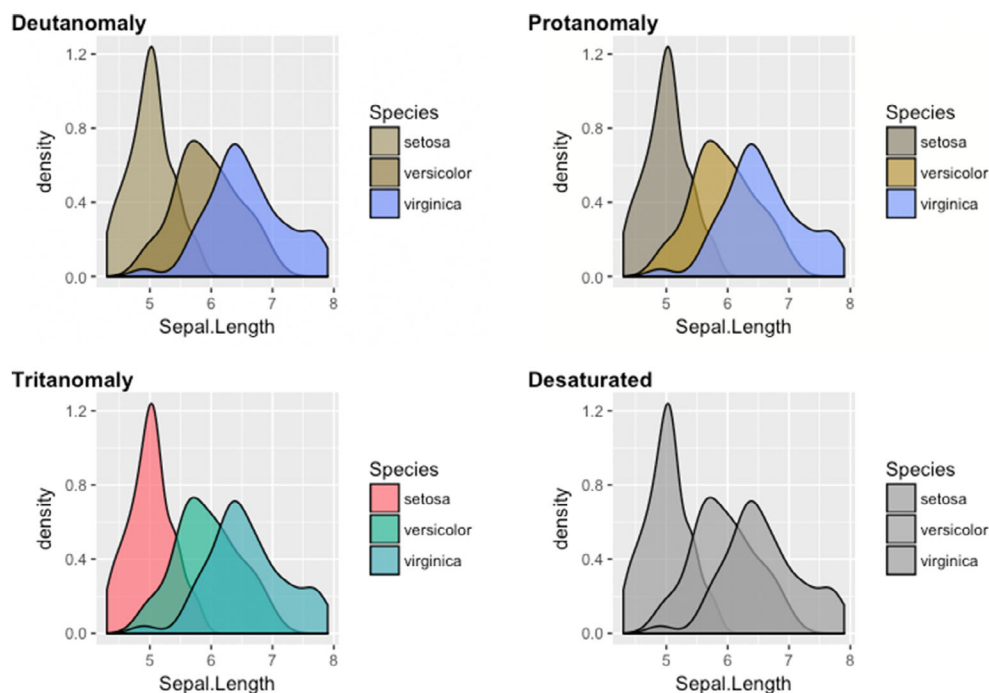 Deutanomaly
1.2
0.8
0.4
0.0
density
5 6 7 8
Sepal.Length
Species
setosa
versicolor
virginica
Protanomaly
1.2
0.8
0.4
0.0
density
5 6 7 8
Sepal.Length
Species
setosa
versicolor
virginica
Tritanomaly
1.2
0.8
0.4
0.0
density
5 6 7 8
Sepal.Length
Species
setosa
versicolor
virginica
Desaturated
1.2
0.8
0.4
0.0
density
5 6 7 8
Sepal.Length
Species
setosa
versicolor
virginica